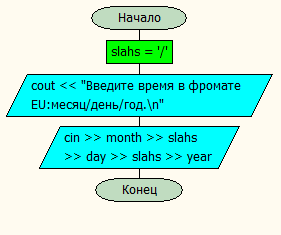 Начало
slahs = '/'
cout << "Введите время в фромате
EU:месяц/день/год.\n"
cin >> month >> slahs
>> day >> slahs >> year
Конец